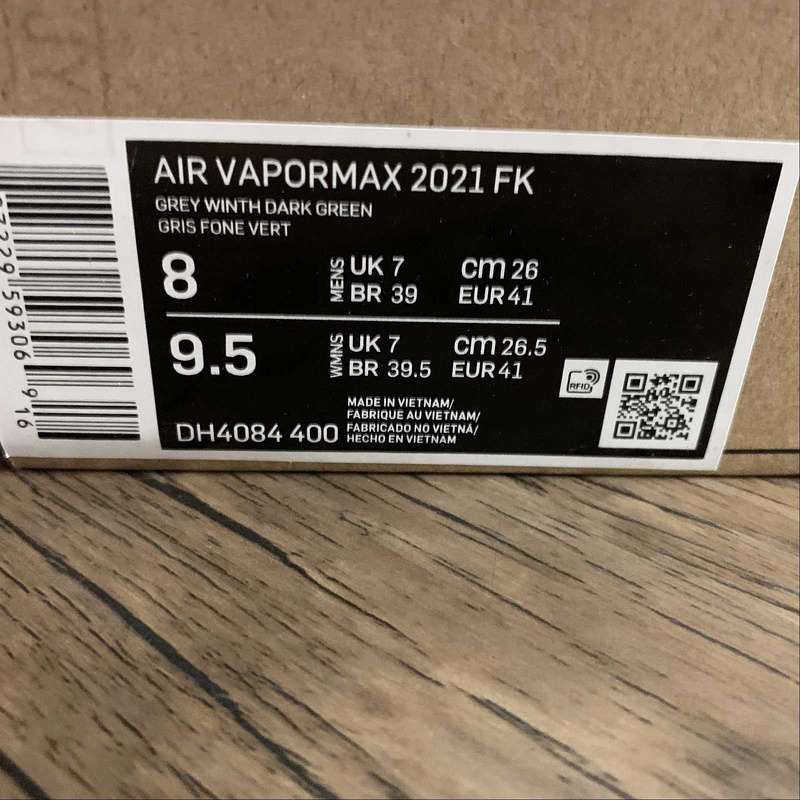 AIR VAPORMAX 2021 FK
GREY WINTH DARK GREEN
GRIS FONE VERT
8 MENS UK 7 cm 26
BR 39 EUR 41
9.5 WMNS UK 7 cm 26.5
BR 39.5 EUR 41
RFID
DH4084 400
MADE IN VIETNAM/
FABRIQUE AU VIETNAM/
FABRICADO NO VIETNÃ/
HECHO EN VIETNAM
59306
916